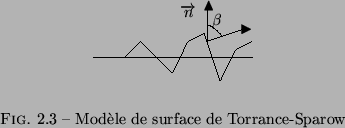 n β
FIG. 2.3 – Modèle de surface de Torrance-Sparow